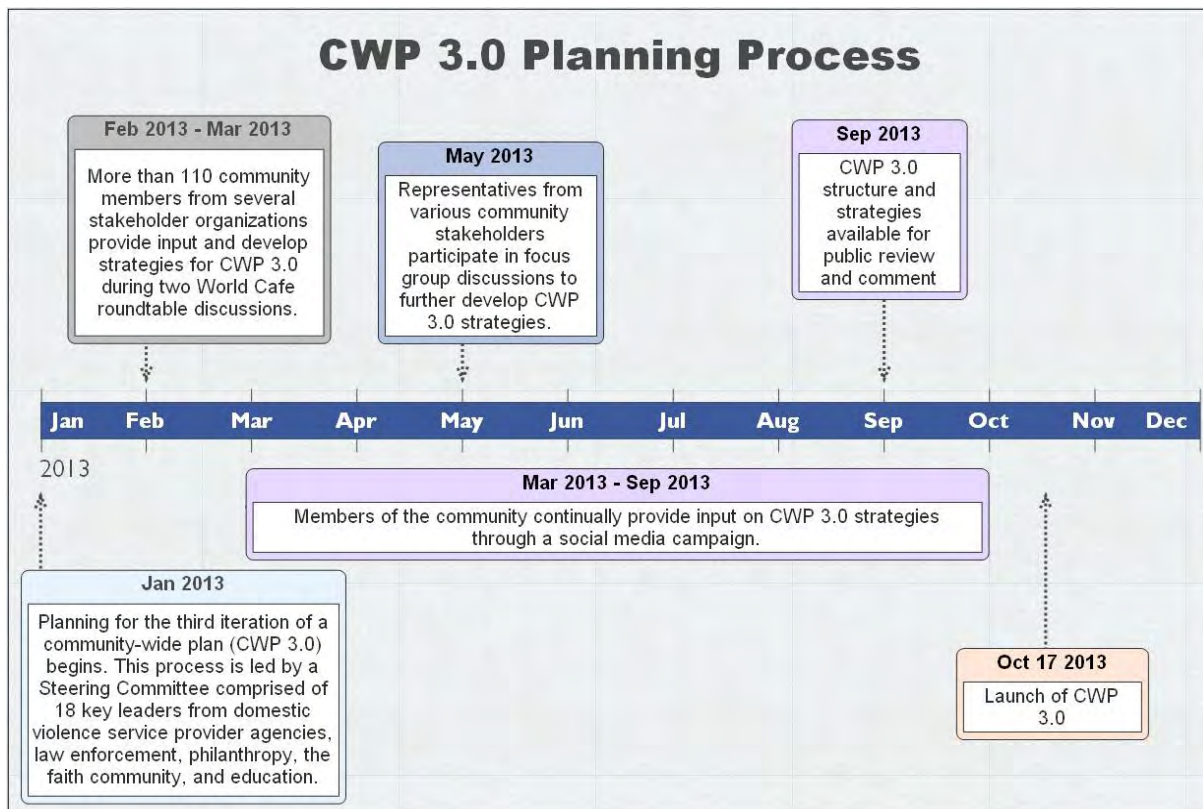 CWP 3.0 Planning Process
Feb 2013 - Mar 2013
More than 110 community
members from several
stakeholder organizations
provide input and develop
strategies for CWP 3.0
during two World Cafe
roundtable discussions.
May 2013
Representatives from
various community
stakeholders
participate in focus
group discussions to
further develop CWP
3.0 strategies.
Sep 2013
CWP 3.0
structure and
strategies
available for
public review
and comment
Jan Feb Mar Apr May Jun Jul Aug Sep Oct Nov Dec
2013
Mar 2013 - Sep 2013
Members of the community continually provide input on CWP 3.0 strategies
through a social media campaign.
Jan 2013
Planning for the third iteration of a
community-wide plan (CWP 3.0)
begins. This process is led by a
Steering Committee comprised of
18 key leaders from domestic
violence service provider agencies,
law enforcement, philanthropy, the
faith community, and education.
Oct 17 2013
Launch of CWP
3.0